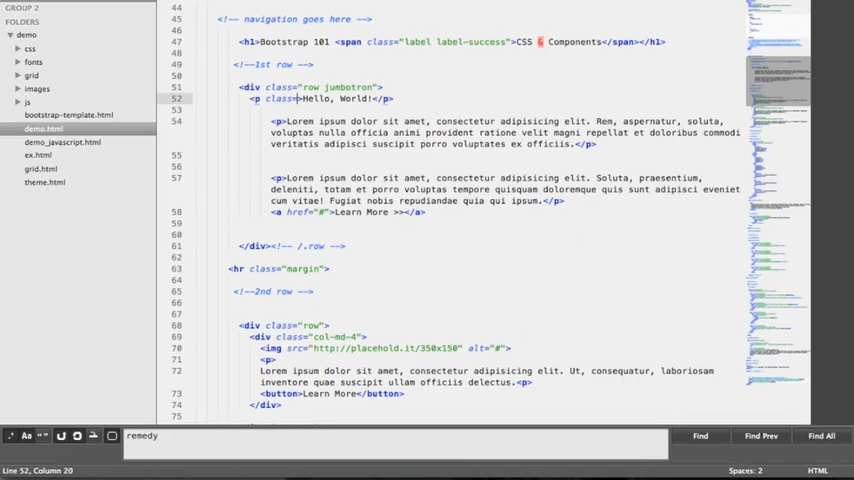 GROUP 2
FOLDERS
demo
css
fonts
grid
images
js
bootstrap-template.html
demo.html
demo_javascript.html
ex.html
grid.html
theme.html
44
45 <!-- navigation goes here -->
46
47 <h1>Bootstrap 101 <span class="label label-success">CSS & Components</span></h1>
48
49 <!--1st row -->
50
51 <div class="row jumbotron">
52 <p class=>Hello, World!</p>
53
54 <p>Lorem ipsum dolor sit amet, consectetur adipisicing elit. Rem, aspernatur, soluta,
voluptas nulla officia animi provident ratione velit magni repellat et doloribus commodi
veritatis adipisci suscipit porro voluptates ex officiis.</p>
55
56
57 <p>Lorem ipsum dolor sit amet, consectetur adipisicing elit. Soluta, praesentium,
deleniti, totam et porro voluptas tempore quisquam doloremque quis sunt adipisci eveniet
cum vitae! Fugiat nobis repudiandae quia qui ipsum.</p>
58 <a href="#">Learn More >></a>
59
60
61 </div><!-- /.row -->
62
63 <hr class="margin">
64
65 <!--2nd row -->
66
67
68 <div class="row">
69 <div class="col-md-4">
70 <img src="http://placehold.it/350x150" alt="#">
71 <p>
72 Lorem ipsum dolor sit amet, consectetur adipisicing elit. Ut, consequatur, laboriosam
inventore quae suscipit ullam officiis delectus.<p>
73 <button>Learn More</button>
74 </div>
75
.* Aa “” remedy Find Find Prev Find All
Line 52, Column 20 Spaces: 2 HTML